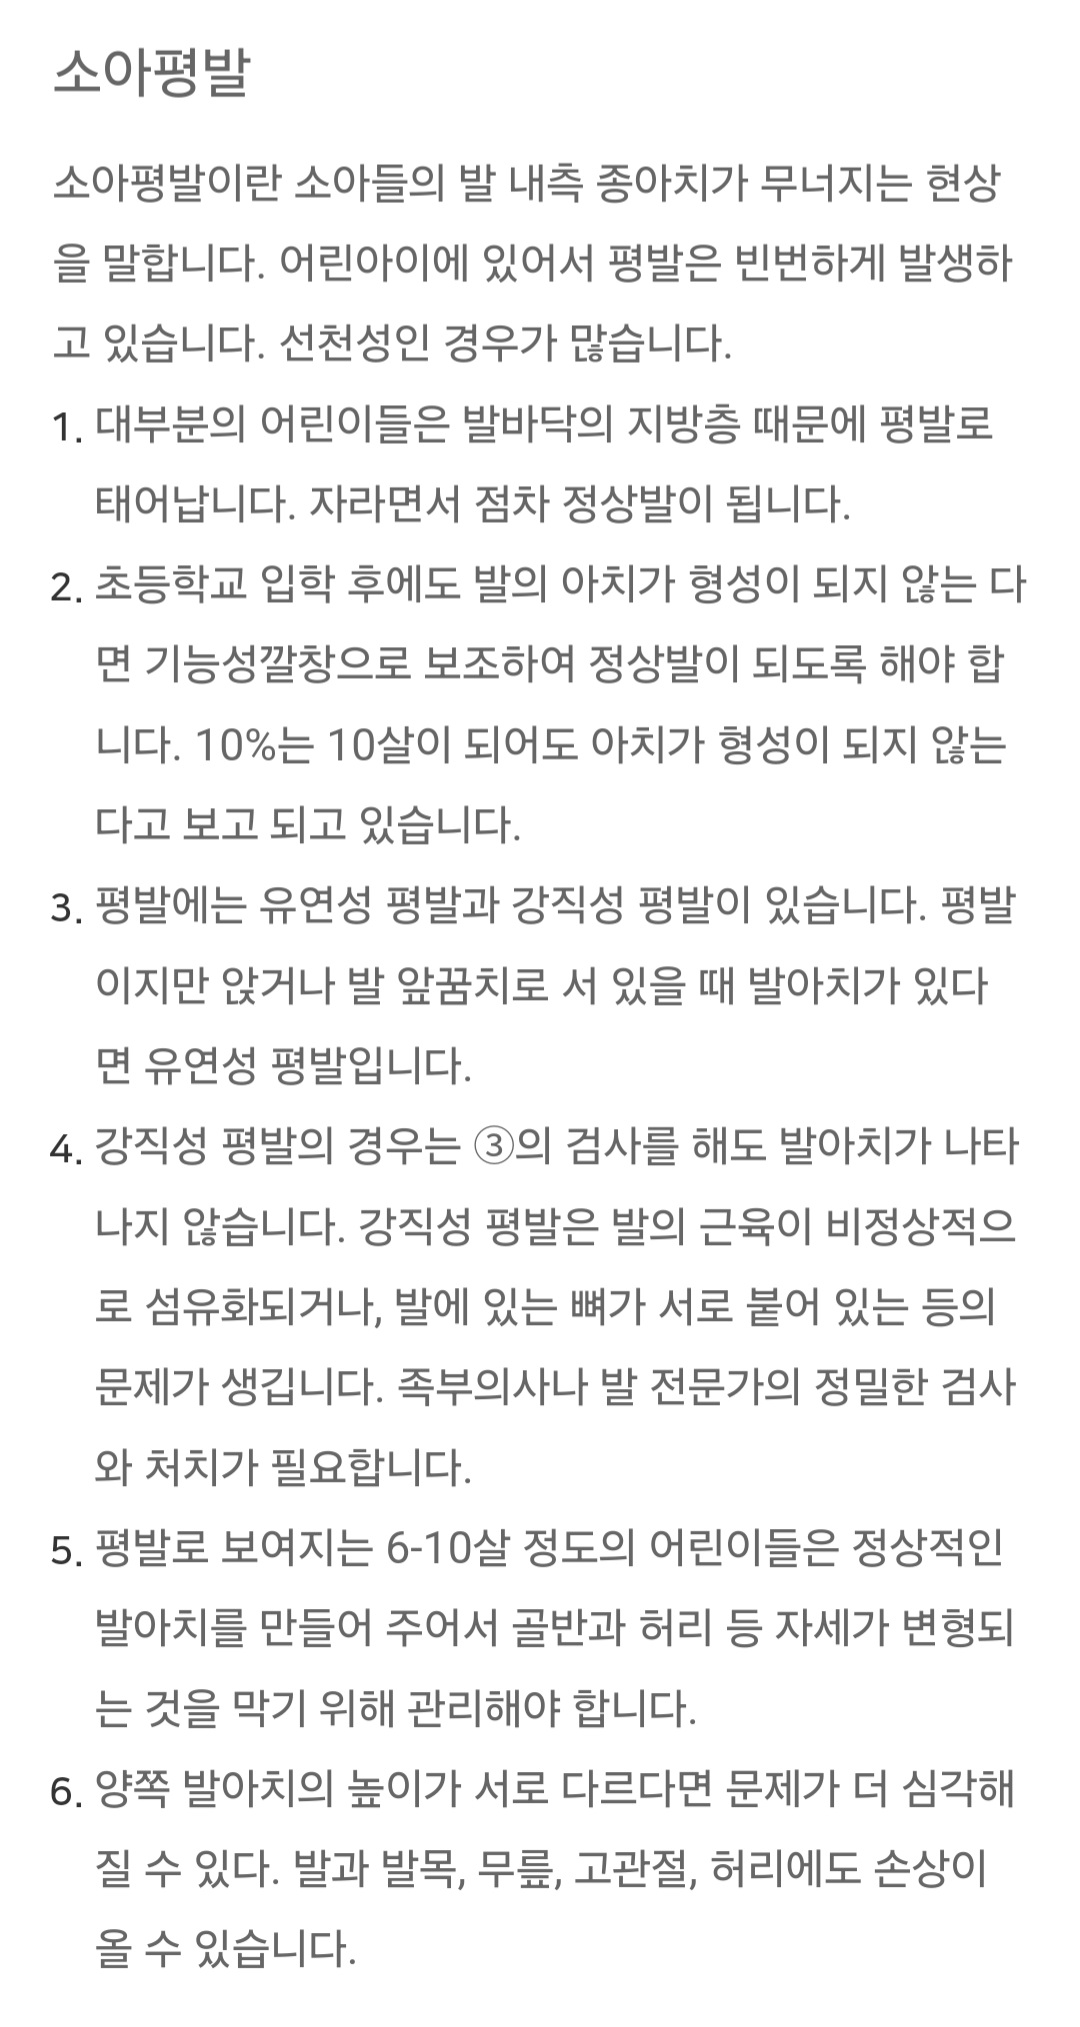 소아평발
소아평발이란 소아들의 발 내측 종아치가 무너지는 현상
을 말합니다. 어린아이에 있어서 평발은 빈번하게 발생하
고 있습니다. 선천성인 경우가 많습니다.
1. 대부분의 어린이들은 발바닥의 지방층 때문에 평발로
태어납니다. 자라면서 점차 정상발이 됩니다.
2. 초등학교 입학 후에도 발의 아치가 형성이 되지 않는 다
면 기능성깔창으로 보조하여 정상발이 되도록 해야 합
니다. 10%는 10살이 되어도 아치가 형성이 되지 않는
다고 보고 되고 있습니다.
3. 평발에는 유연성 평발과 강직성 평발이 있습니다. 평발
이지만 앉거나 발 앞꿈치로 서 있을 때 발아치가 있다
면 유연성 평발입니다.
4. 강직성 평발의 경우는 ③의 검사를 해도 발아치가 나타
나지 않습니다. 강직성 평발은 발의 근육이 비정상적으
로 섬유화되거나, 발에 있는 뼈가 서로 붙어 있는 등의
문제가 생깁니다. 족부의사나 발 전문가의 정밀한 검사
와 처치가 필요합니다.
5. 평발로 보여지는 6-10살 정도의 어린이들은 정상적인
발아치를 만들어 주어서 골반과 허리 등 자세가 변형되
는 것을 막기 위해 관리해야 합니다.
6. 양쪽 발아치의 높이가 서로 다르다면 문제가 더 심각해
질 수 있다. 발과 발목, 무릎, 고관절, 허리에도 손상이
올 수 있습니다.